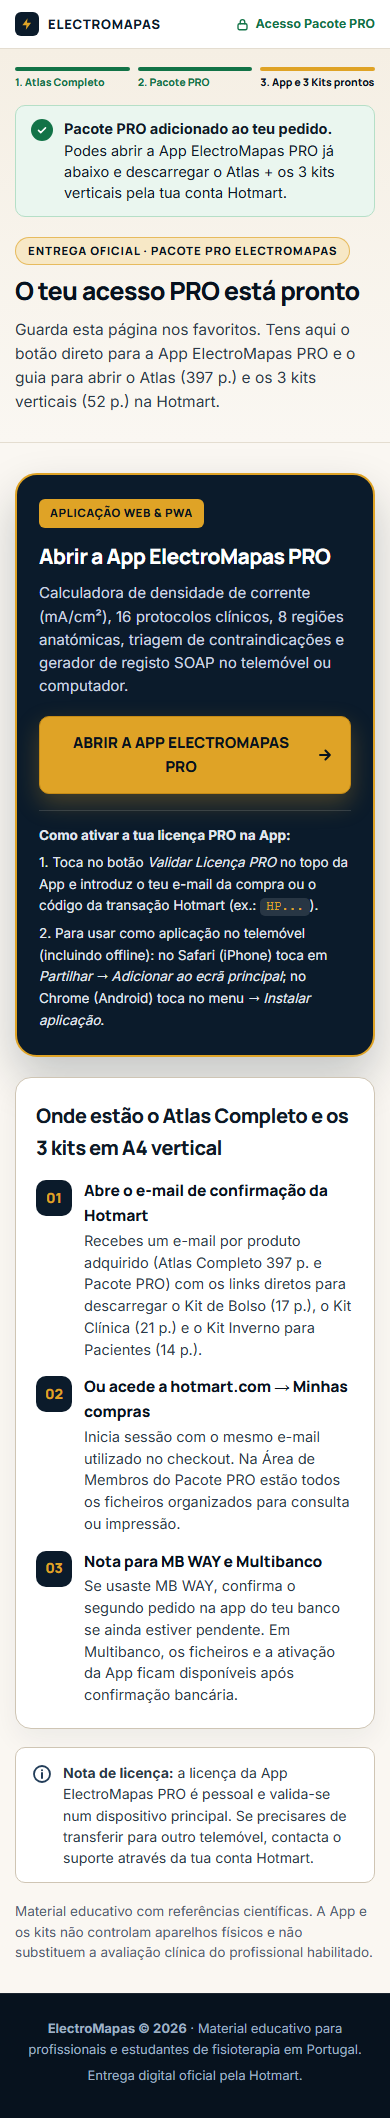 ELECTROMAPAS
Acesso Pacote PRO
1. Atlas Completo
2. Pacote PRO
3. App e 3 Kits prontos
Pacote PRO adicionado ao teu pedido.
Podes abrir a App ElectroMapas PRO já
abaixo e descarregar o Atlas + os 3 kits
verticais pela tua conta Hotmart.
ENTREGA OFICIAL · PACOTE PRO ELECTROMAPAS
O teu acesso PRO está pronto
Guarda esta página nos favoritos. Tens aqui o
botão direto para a App ElectroMapas PRO e o
guia para abrir o Atlas (397 p.) e os 3 kits
verticais (52 p.) na Hotmart.
APLICAÇÃO WEB & PWA
Abrir a App ElectroMapas PRO
Calculadora de densidade de corrente
(mA/cm²), 16 protocolos clínicos, 8 regiões
anatómicas, triagem de contraindicações e
gerador de registo SOAP no telemóvel ou
computador.
ABRIR A APP ELECTROMAPAS
PRO →
Como ativar a tua licença PRO na App:
1. Toca no botão Validar Licença PRO no topo da
App e introduz o teu e-mail da compra ou o
código da transação Hotmart (ex.: HP... ).
2. Para usar como aplicação no telemóvel
(incluindo offline): no Safari (iPhone) toca em
Partilhar → Adicionar ao ecrã principal; no
Chrome (Android) toca no menu → Instalar
aplicação.
Onde estão o Atlas Completo e os
3 kits em A4 vertical
01
Abre o e-mail de confirmação da
Hotmart
Recebes um e-mail por produto
adquirido (Atlas Completo 397 p. e
Pacote PRO) com os links diretos para
descarregar o Kit de Bolso (17 p.), o Kit
Clínica (21 p.) e o Kit Inverno para
Pacientes (14 p.).
02
Ou acede a hotmart.com → Minhas
compras
Inicia sessão com o mesmo e-mail
utilizado no checkout. Na Área de
Membros do Pacote PRO estão todos
os ficheiros organizados para consulta
ou impressão.
03
Nota para MB WAY e Multibanco
Se usaste MB WAY, confirma o
segundo pedido na app do teu banco
se ainda estiver pendente. Em
Multibanco, os ficheiros e a ativação
da App ficam disponíveis após
confirmação bancária.
Nota de licença: a licença da App
ElectroMapas PRO é pessoal e valida-se
num dispositivo principal. Se precisares de
transferir para outro telemóvel, contacta o
suporte através da tua conta Hotmart.
Material educativo com referências científicas. A App e
os kits não controlam aparelhos físicos e não
substituem a avaliação clínica do profissional habilitado.
ElectroMapas © 2026 · Material educativo para
profissionais e estudantes de fisioterapia em Portugal.
Entrega digital oficial pela Hotmart.